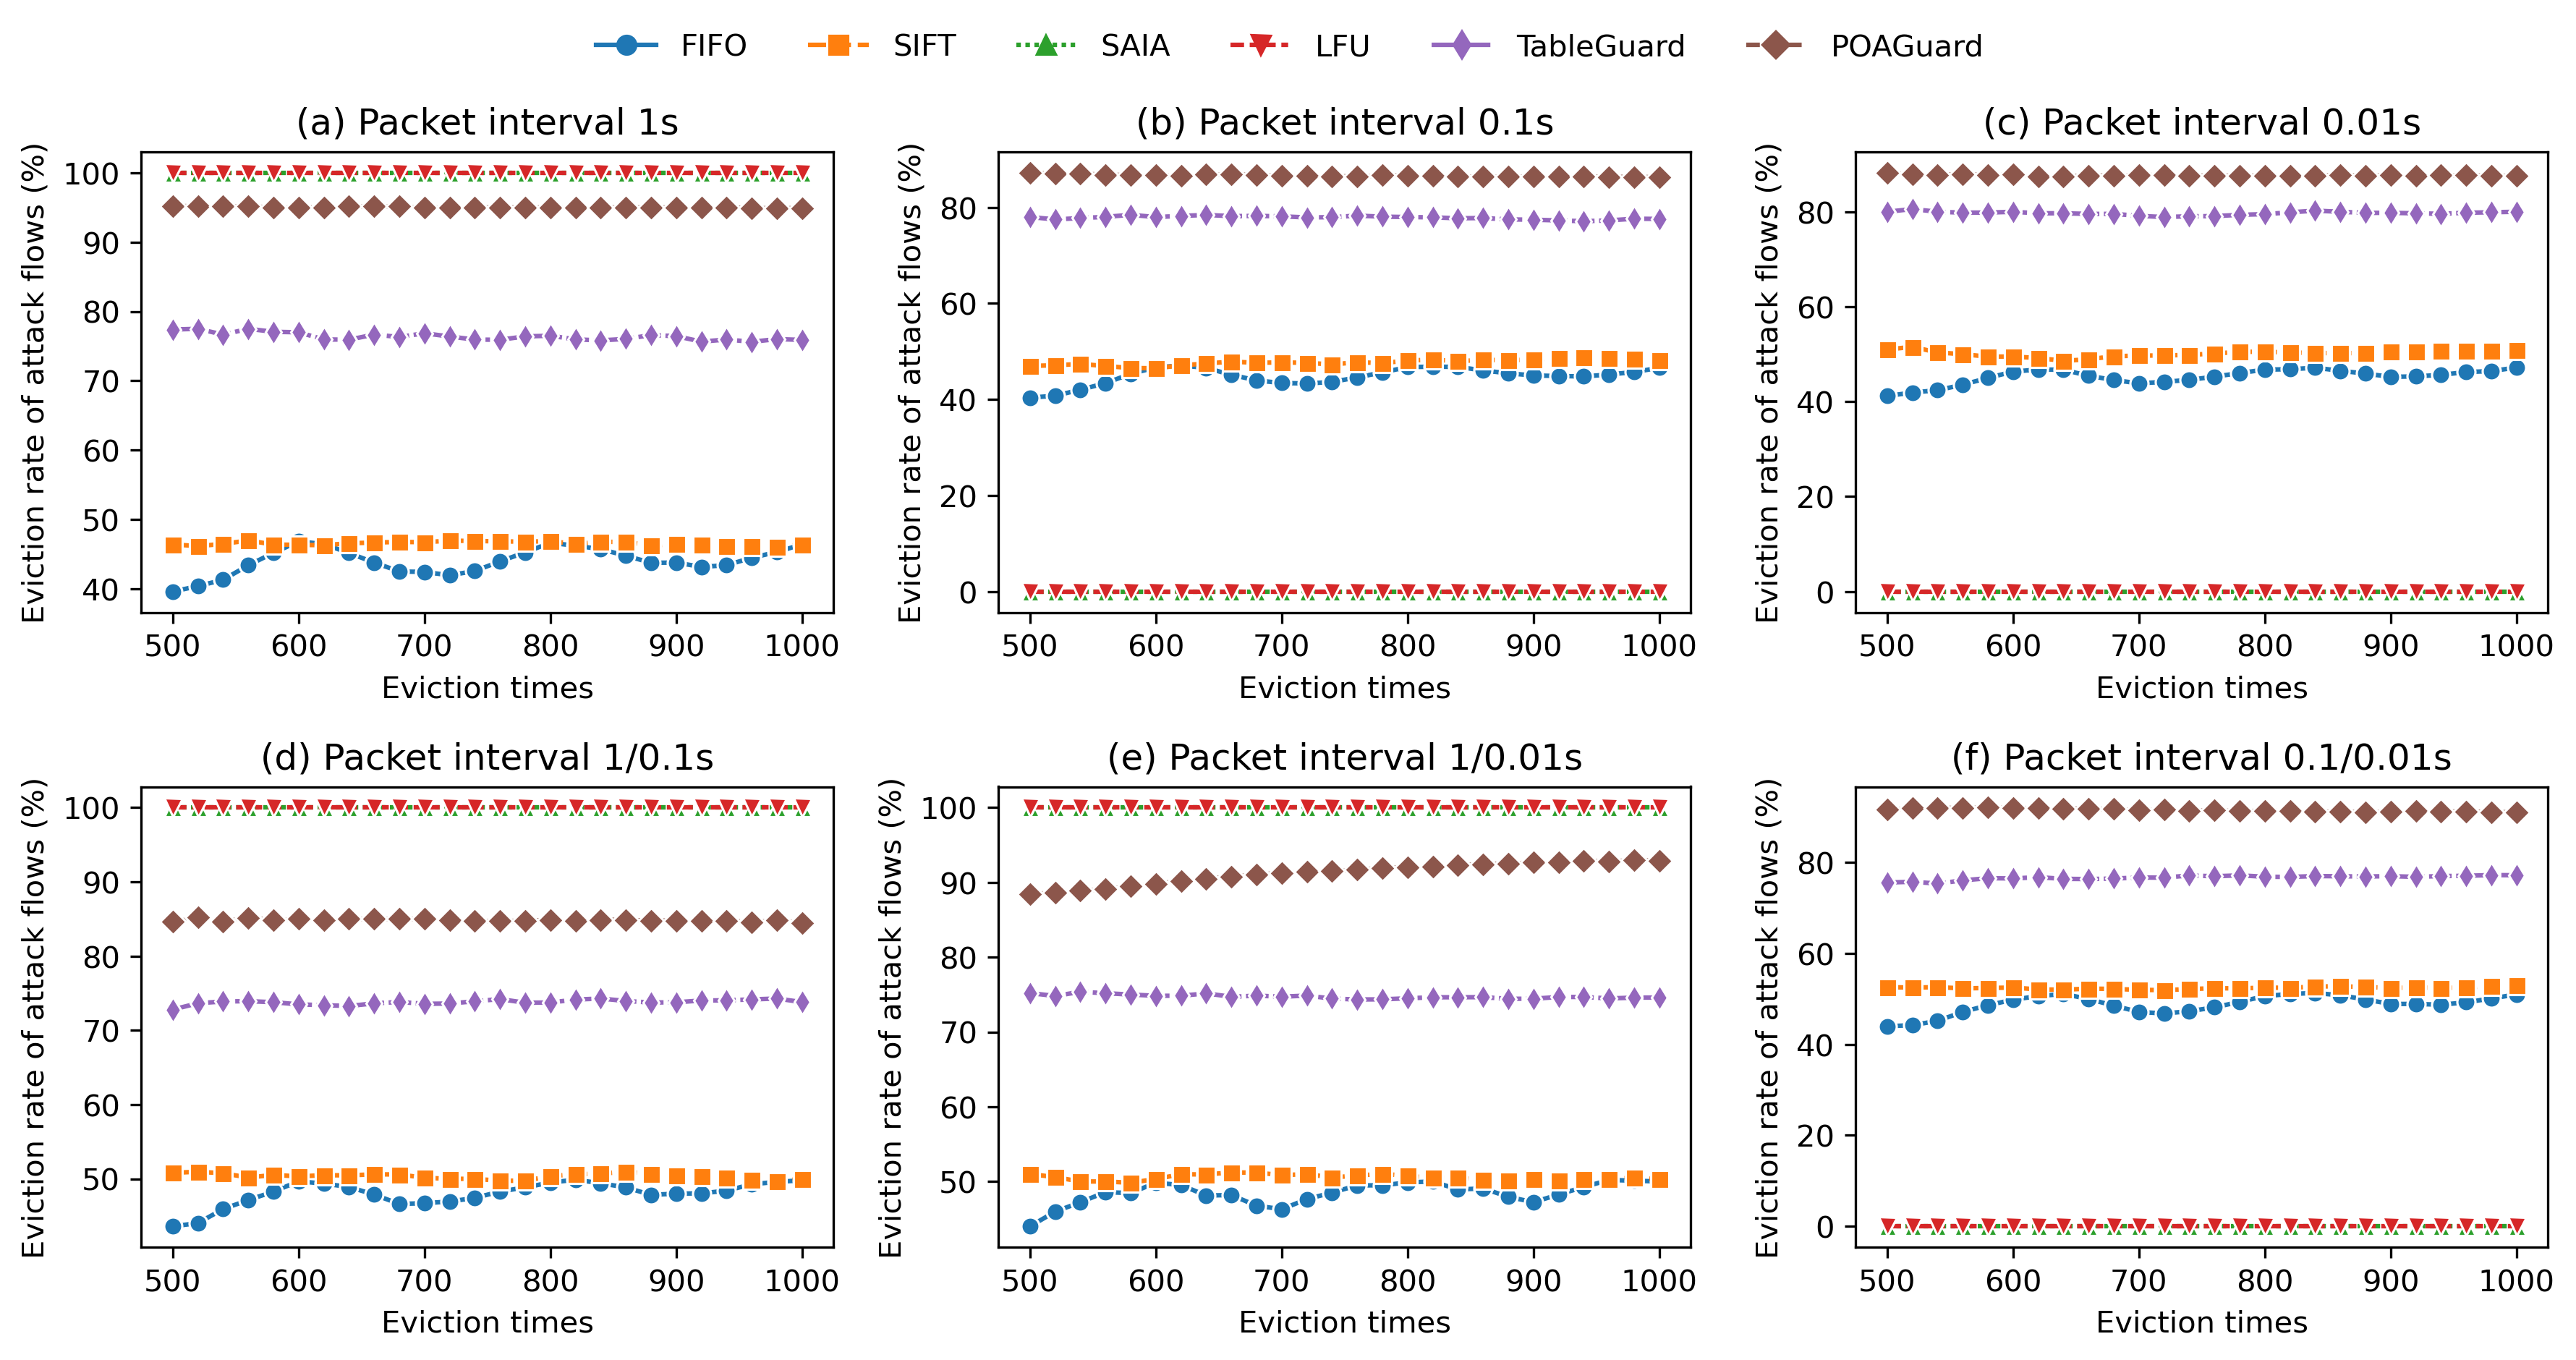 FIFO SIFT SAIA LFU TableGuard POAGuard
(a) Packet interval 1s
Eviction rate of attack flows (%)
100
90
80
70
60
50
40
500 600 700 800 900 1000
Eviction times
(b) Packet interval 0.1s
Eviction rate of attack flows (%)
80
60
40
20
0
500 600 700 800 900 1000
Eviction times
(c) Packet interval 0.01s
Eviction rate of attack flows (%)
80
60
40
20
0
500 600 700 800 900 1000
Eviction times
(d) Packet interval 1/0.1s
Eviction rate of attack flows (%)
100
90
80
70
60
50
500 600 700 800 900 1000
Eviction times
(e) Packet interval 1/0.01s
Eviction rate of attack flows (%)
100
90
80
70
60
50
500 600 700 800 900 1000
Eviction times
(f) Packet interval 0.1/0.01s
Eviction rate of attack flows (%)
80
60
40
20
0
500 600 700 800 900 1000
Eviction times